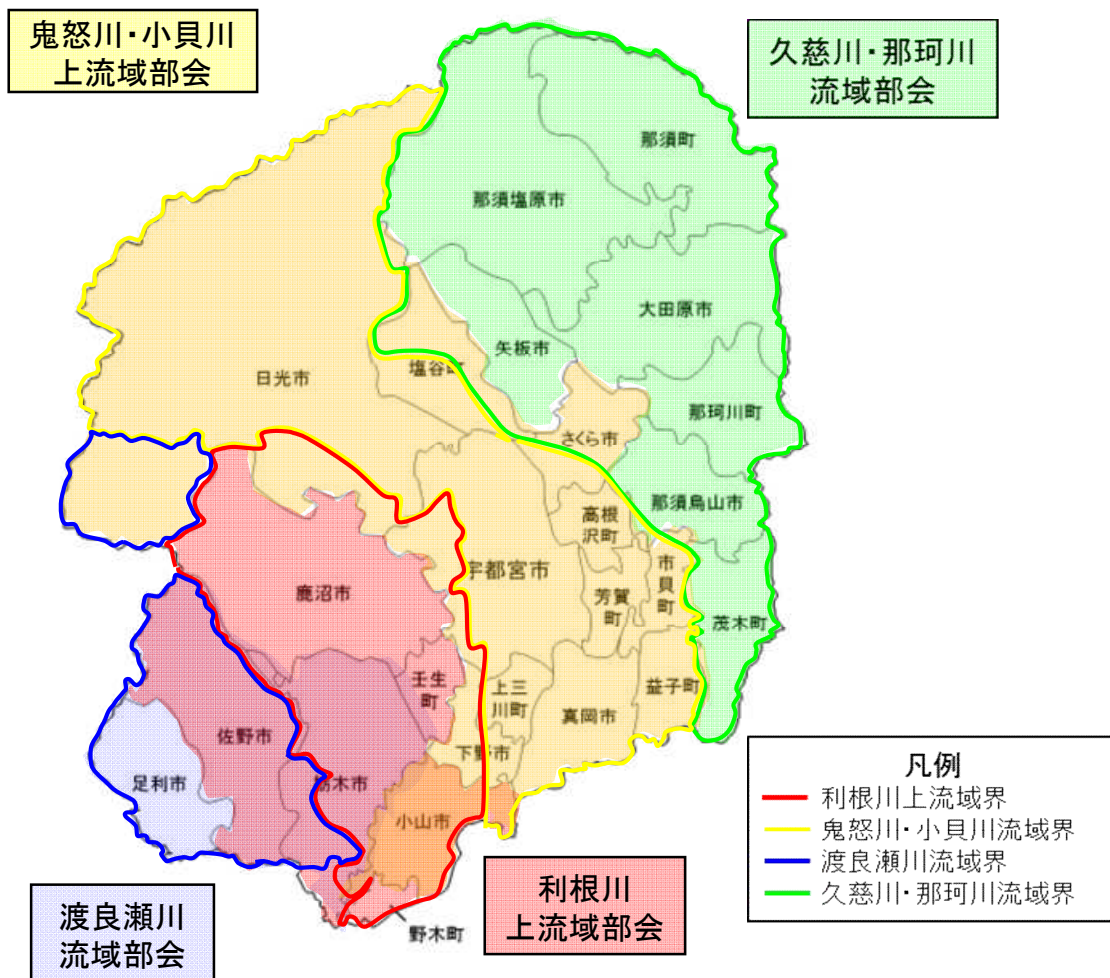 鬼怒川・小貝川
上流域部会
久慈川・那珂川
流域部会
那須町
那須塩原市
大田原市
矢板市
塩谷町
日光市
那珂川町
さくら市
那須烏山市
高根
沢町
宇都宮市
市
貝
町
芳賀
町
鹿沼市
茂木町
壬生
町
上三
川町
益子町
真岡市
佐野市
下野市
足利市
栃木市
小山市
野木町
渡良瀬川
流域部会
利根川
上流域部会
凡例
利根川上流域界
鬼怒川・小貝川流域界
渡良瀬川流域界
久慈川・那珂川流域界